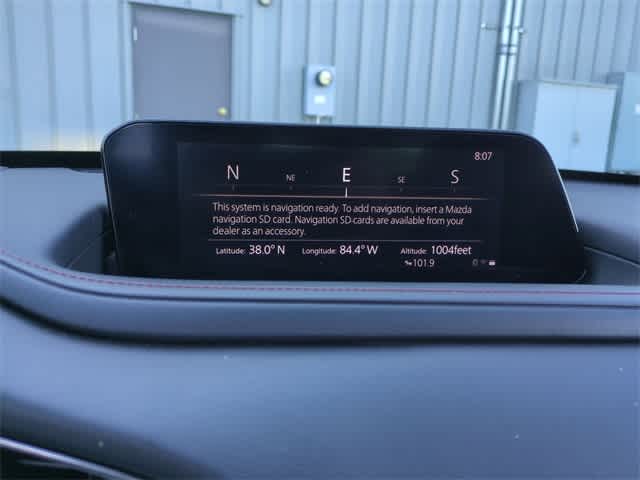 8:07
N NE E SE S
This system is navigation ready. To add navigation, insert a Mazda
navigation SD card. Navigation SD cards are available from your
dealer as an accessory.
Latitude: 38.0° N Longitude: 84.4° W Altitude: 1004feet
101.9